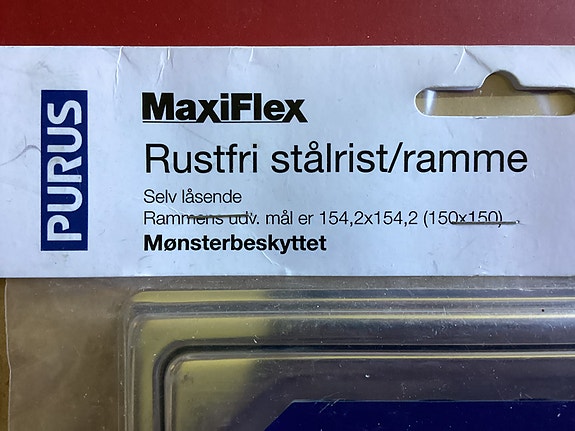 PURUS
MaxiFlex
Rustfri stålrist/ramme
Selv låsende
Rammens udv. mål er 154,2x154,2 (150x150)
Mønsterbeskyttet